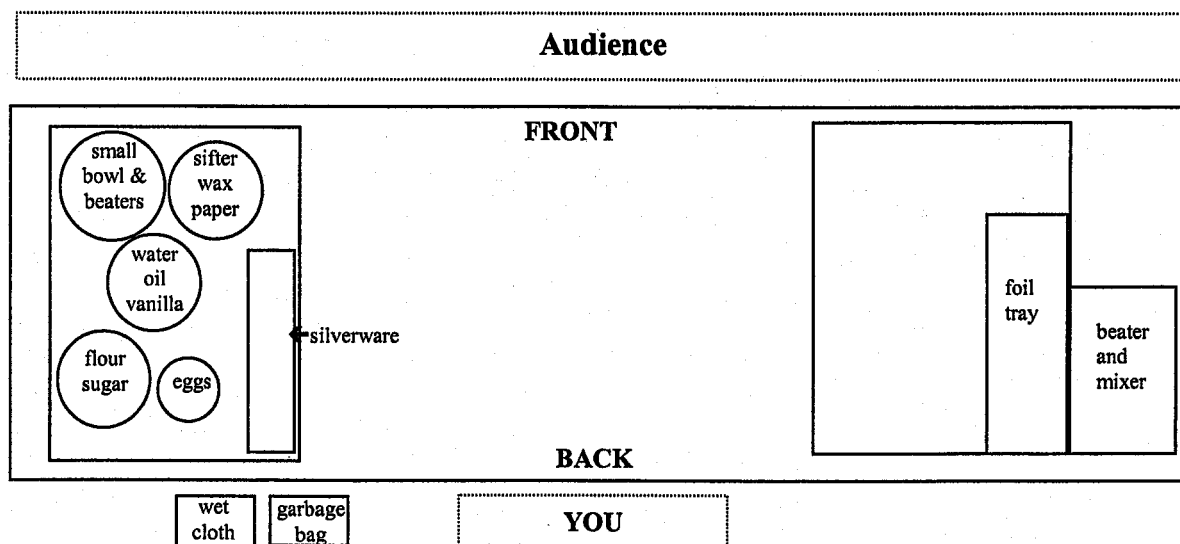 Audience
FRONT
small
bowl &
beaters
sifter
wax
paper
water
oil
vanilla
silverware
flour
sugar
eggs
foil
tray
beater
and
mixer
BACK
wet
cloth
garbage
bag
YOU